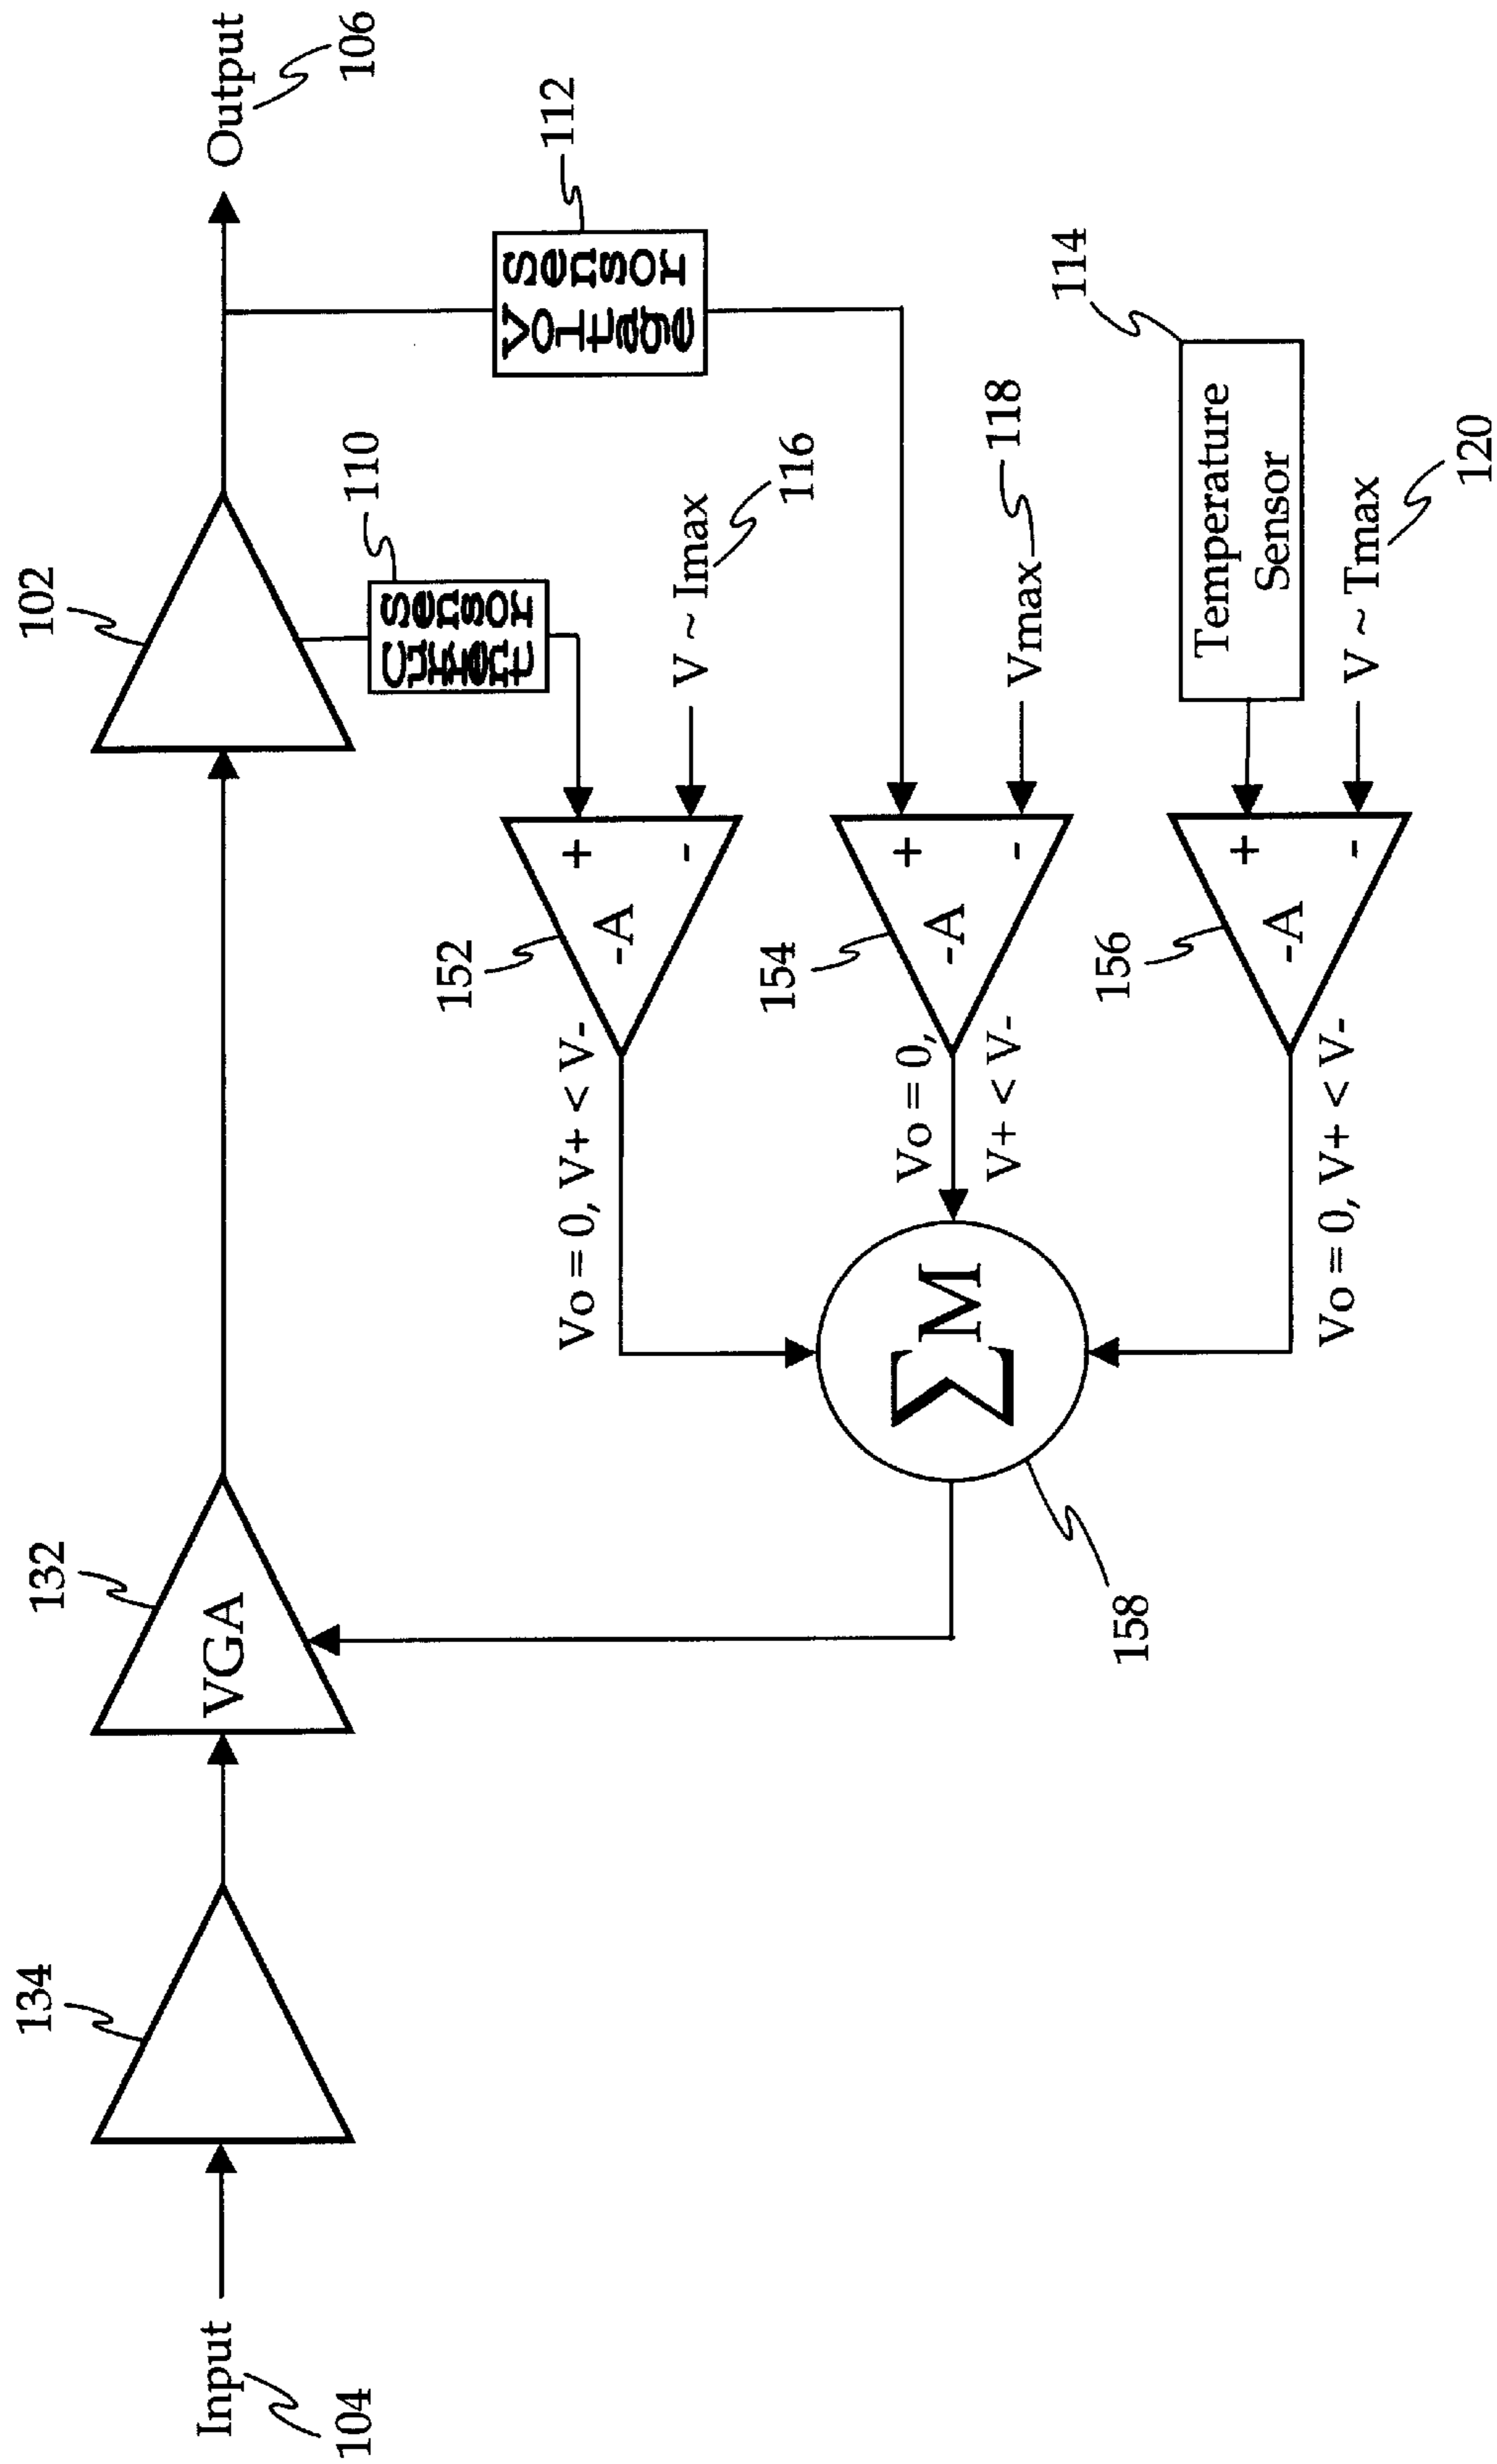 134
132
102
VGA
Input
104
Output
106
110
Current
Sensor
112
Voltage
Sensor
V ~ Imax
116
152
-A
+
-
Vo = 0, V+ < V-
Vmax
118
154
-A
+
-
Vo = 0,
V+ < V-
ΣM
158
114
Temperature
Sensor
V ~ Tmax
120
156
-A
+
-
Vo = 0, V+ < V-